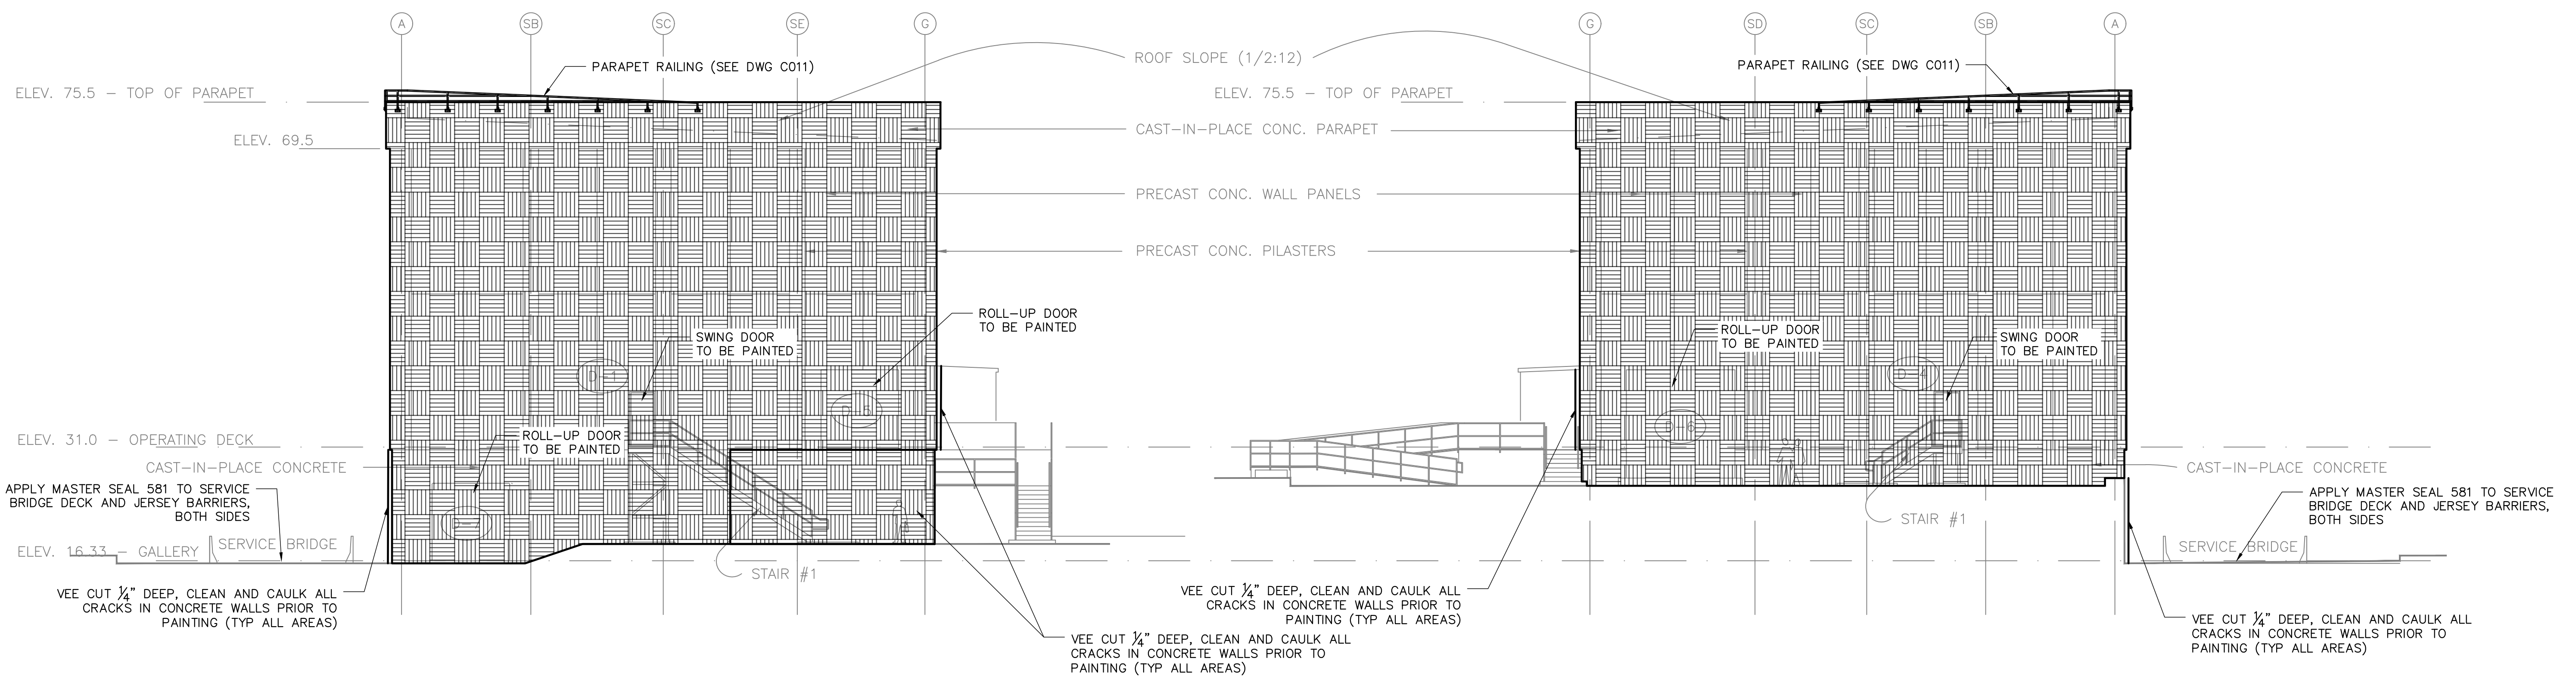 A
SB
SC
SE
G
G
SD
SC
SB
A
ROOF SLOPE (1/2:12)
PARAPET RAILING (SEE DWG C011)
PARAPET RAILING (SEE DWG C011)
ELEV. 75.5 – TOP OF PARAPET
ELEV. 75.5 – TOP OF PARAPET
CAST-IN-PLACE CONC. PARAPET
ELEV. 69.5
PRECAST CONC. WALL PANELS
PRECAST CONC. PILASTERS
ROLL-UP DOOR
TO BE PAINTED
SWING DOOR
TO BE PAINTED
ROLL-UP DOOR
TO BE PAINTED
SWING DOOR
TO BE PAINTED
D-1
D-5
D-4
D-6
ELEV. 31.0 – OPERATING DECK
ROLL-UP DOOR
TO BE PAINTED
CAST-IN-PLACE CONCRETE
CAST-IN-PLACE CONCRETE
APPLY MASTER SEAL 581 TO SERVICE
BRIDGE DECK AND JERSEY BARRIERS,
BOTH SIDES
APPLY MASTER SEAL 581 TO SERVICE
BRIDGE DECK AND JERSEY BARRIERS,
BOTH SIDES
D-7
STAIR #1
SERVICE BRIDGE
SERVICE BRIDGE
ELEV. 16.33 – GALLERY
STAIR #1
VEE CUT 1/4" DEEP, CLEAN AND CAULK ALL
CRACKS IN CONCRETE WALLS PRIOR TO
PAINTING (TYP ALL AREAS)
VEE CUT 1/4" DEEP, CLEAN AND CAULK ALL
CRACKS IN CONCRETE WALLS PRIOR TO
PAINTING (TYP ALL AREAS)
VEE CUT 1/4" DEEP, CLEAN AND CAULK ALL
CRACKS IN CONCRETE WALLS PRIOR TO
PAINTING (TYP ALL AREAS)
VEE CUT 1/4" DEEP, CLEAN AND CAULK ALL
CRACKS IN CONCRETE WALLS PRIOR TO
PAINTING (TYP ALL AREAS)